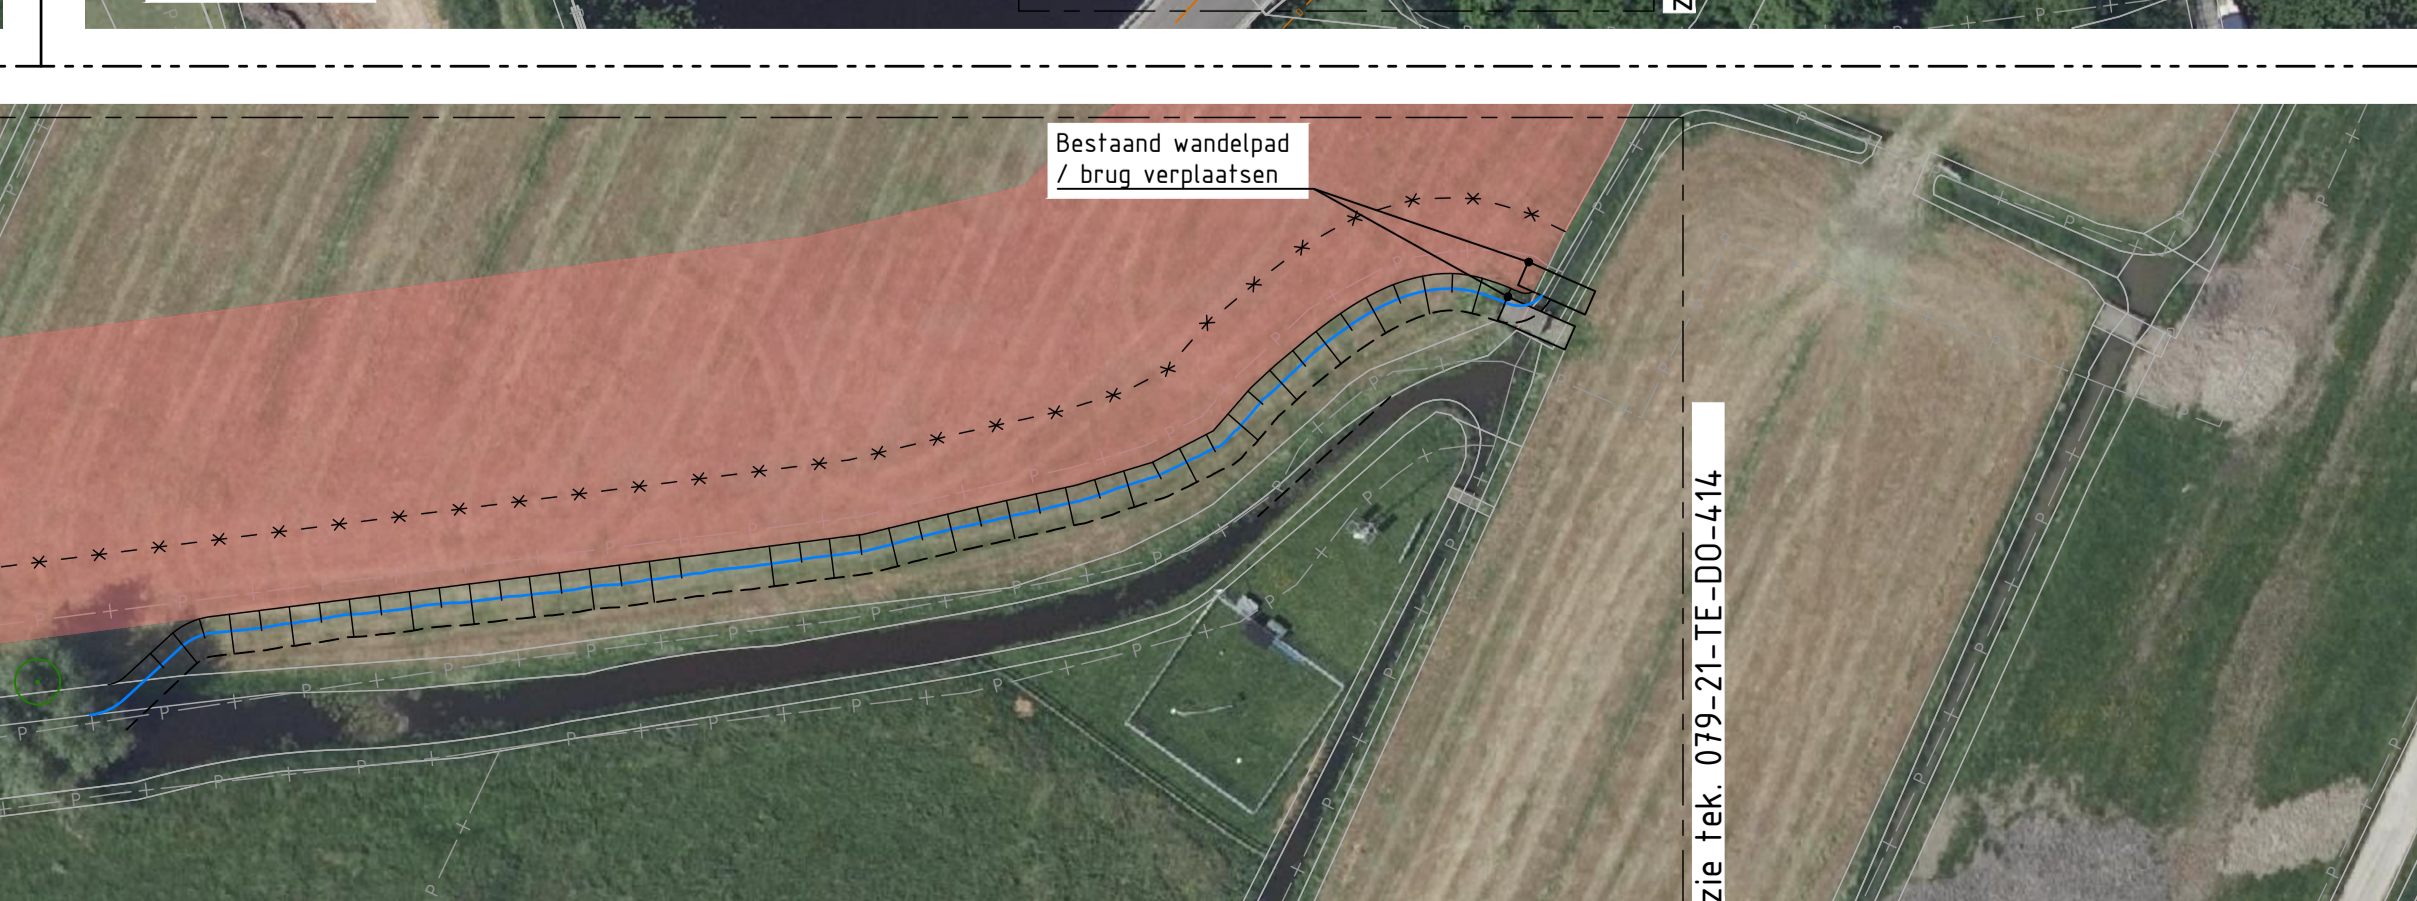 Bestaand wandelpad
/ brug verplaatsen
zie tek. 079-21-TE-DO-414